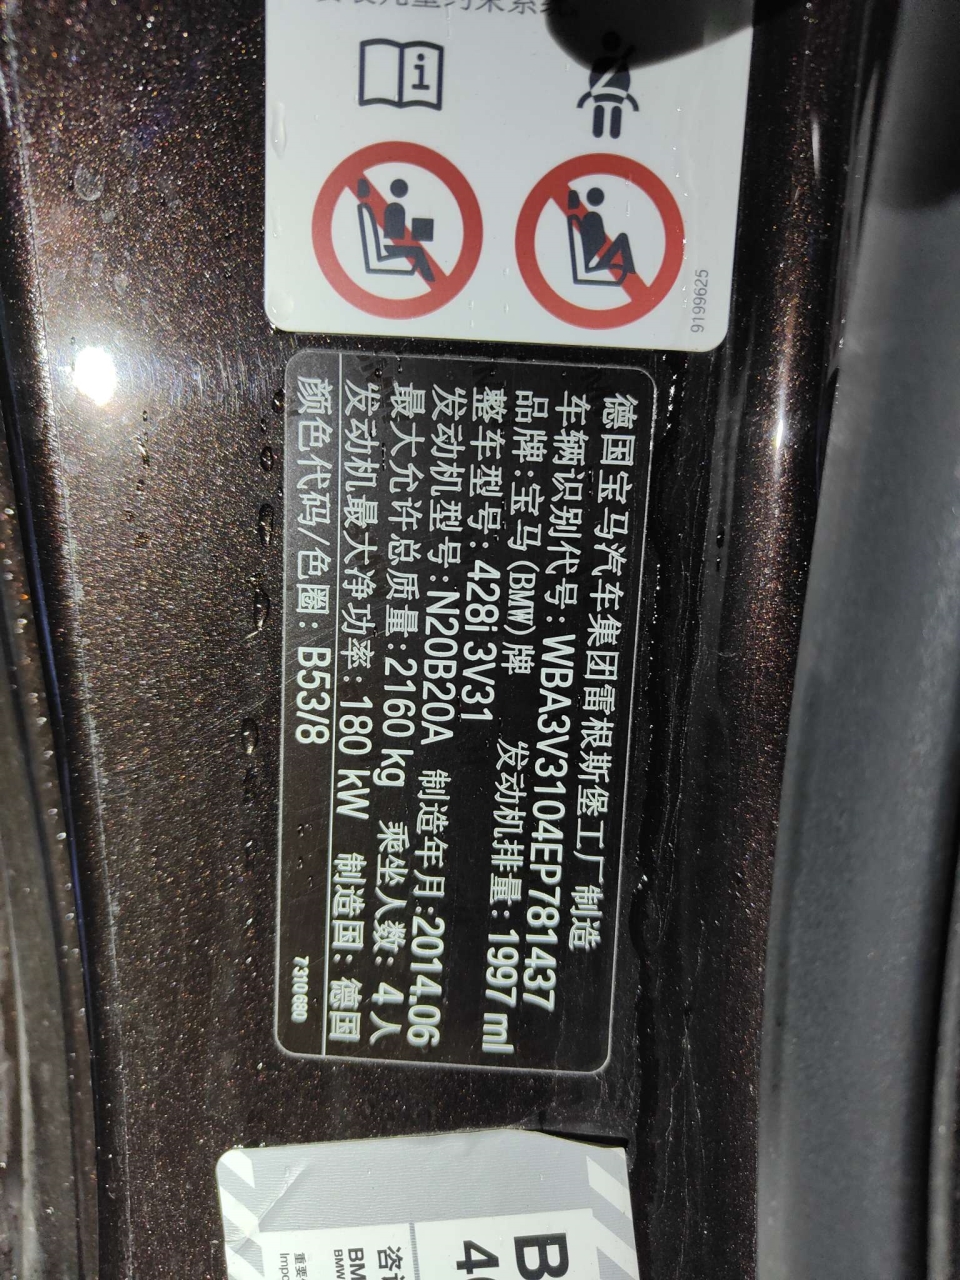 9199625
德国宝马汽车集团雷根斯堡工厂制造
车辆识别代号: WBA3V3104EP781437
品牌:宝马(BMW)牌 发动机排量: 1997 ml
整车型号: 428i 3V31
发动机型号: N20B20A 制造年月:2014.06
最大允许总质量: 2160 kg 乘坐人数: 4 人
发动机最大净功率: 180 kW 制造国: 德国
颜色代码/色圈: B53/8
7 310 680